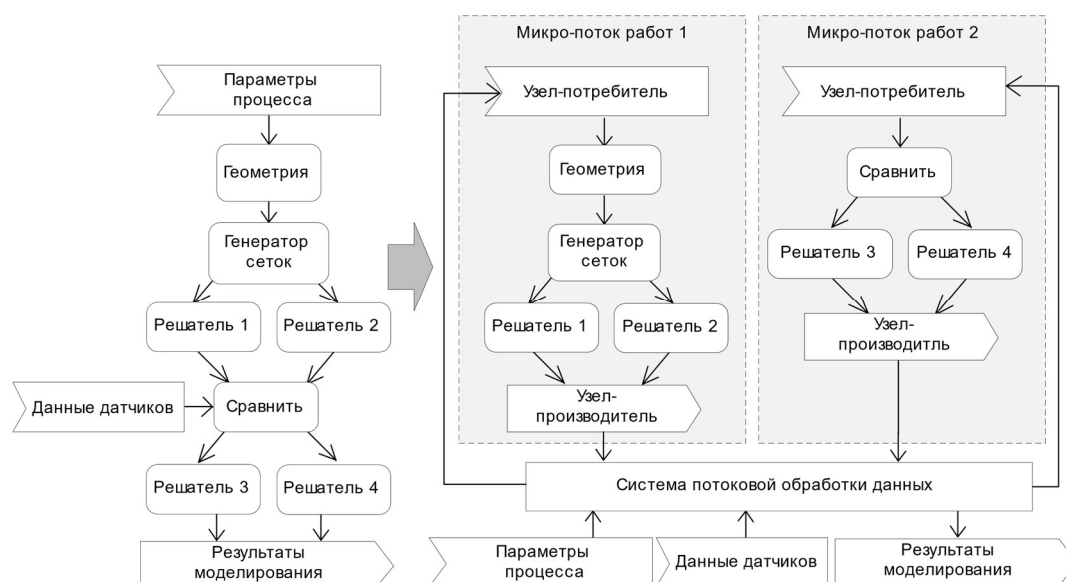 Параметры
процесса
Геометрия
Генератор
сеток
Решатель 1
Решатель 2
Данные датчиков
Сравнить
Решатель 3
Решатель 4
Результаты
моделирования
Микро-поток работ 1
Узел-потребитель
Геометрия
Генератор
сеток
Решатель 1
Решатель 2
Узел-
производитель
Микро-поток работ 2
Узел-потребитель
Сравнить
Решатель 3
Решатель 4
Узел-
производитль
Система потоковой обработки данных
Параметры
процесса
Данные датчиков
Результаты
моделирования